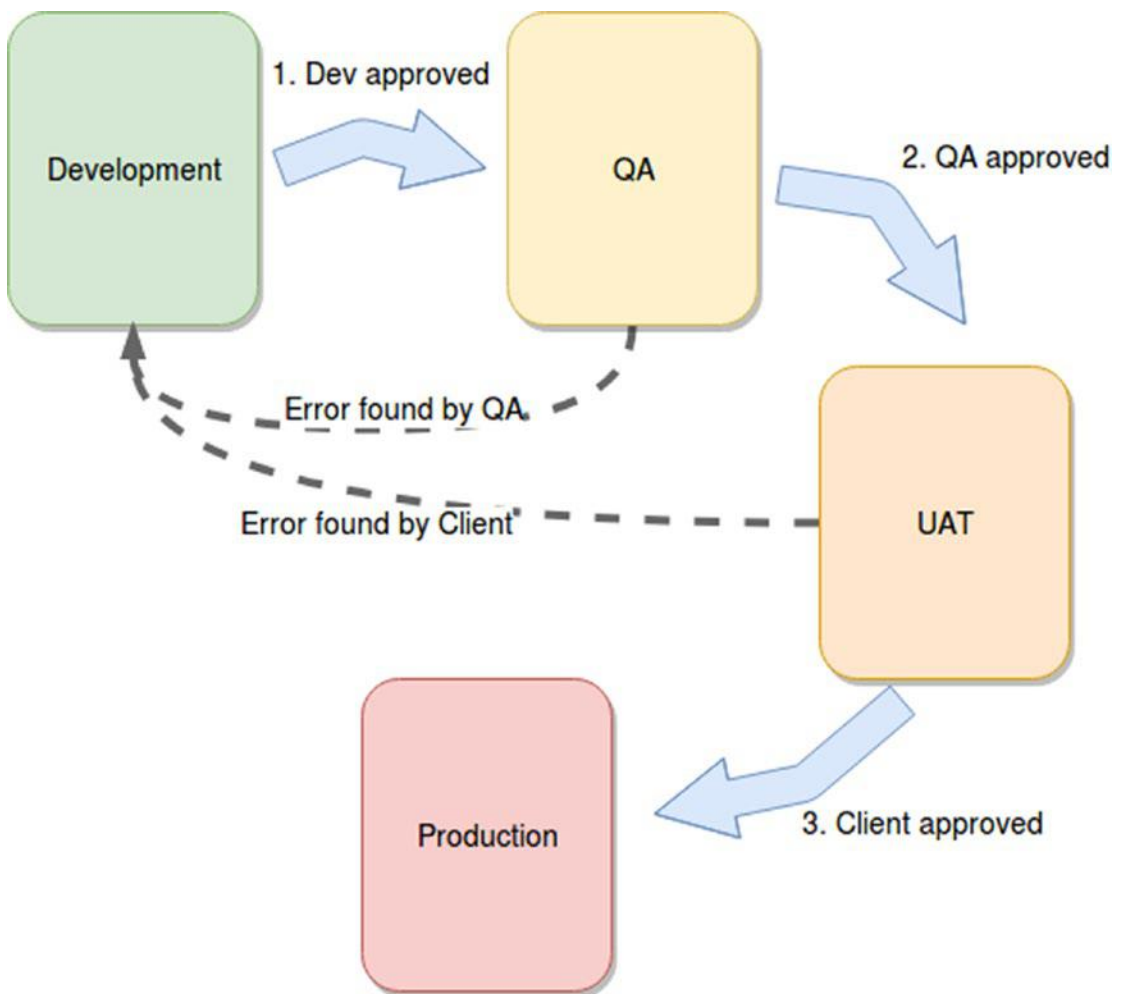 1. Dev approved
Development
QA
2. QA approved
Error found by QA
Error found by Client
UAT
3. Client approved
Production